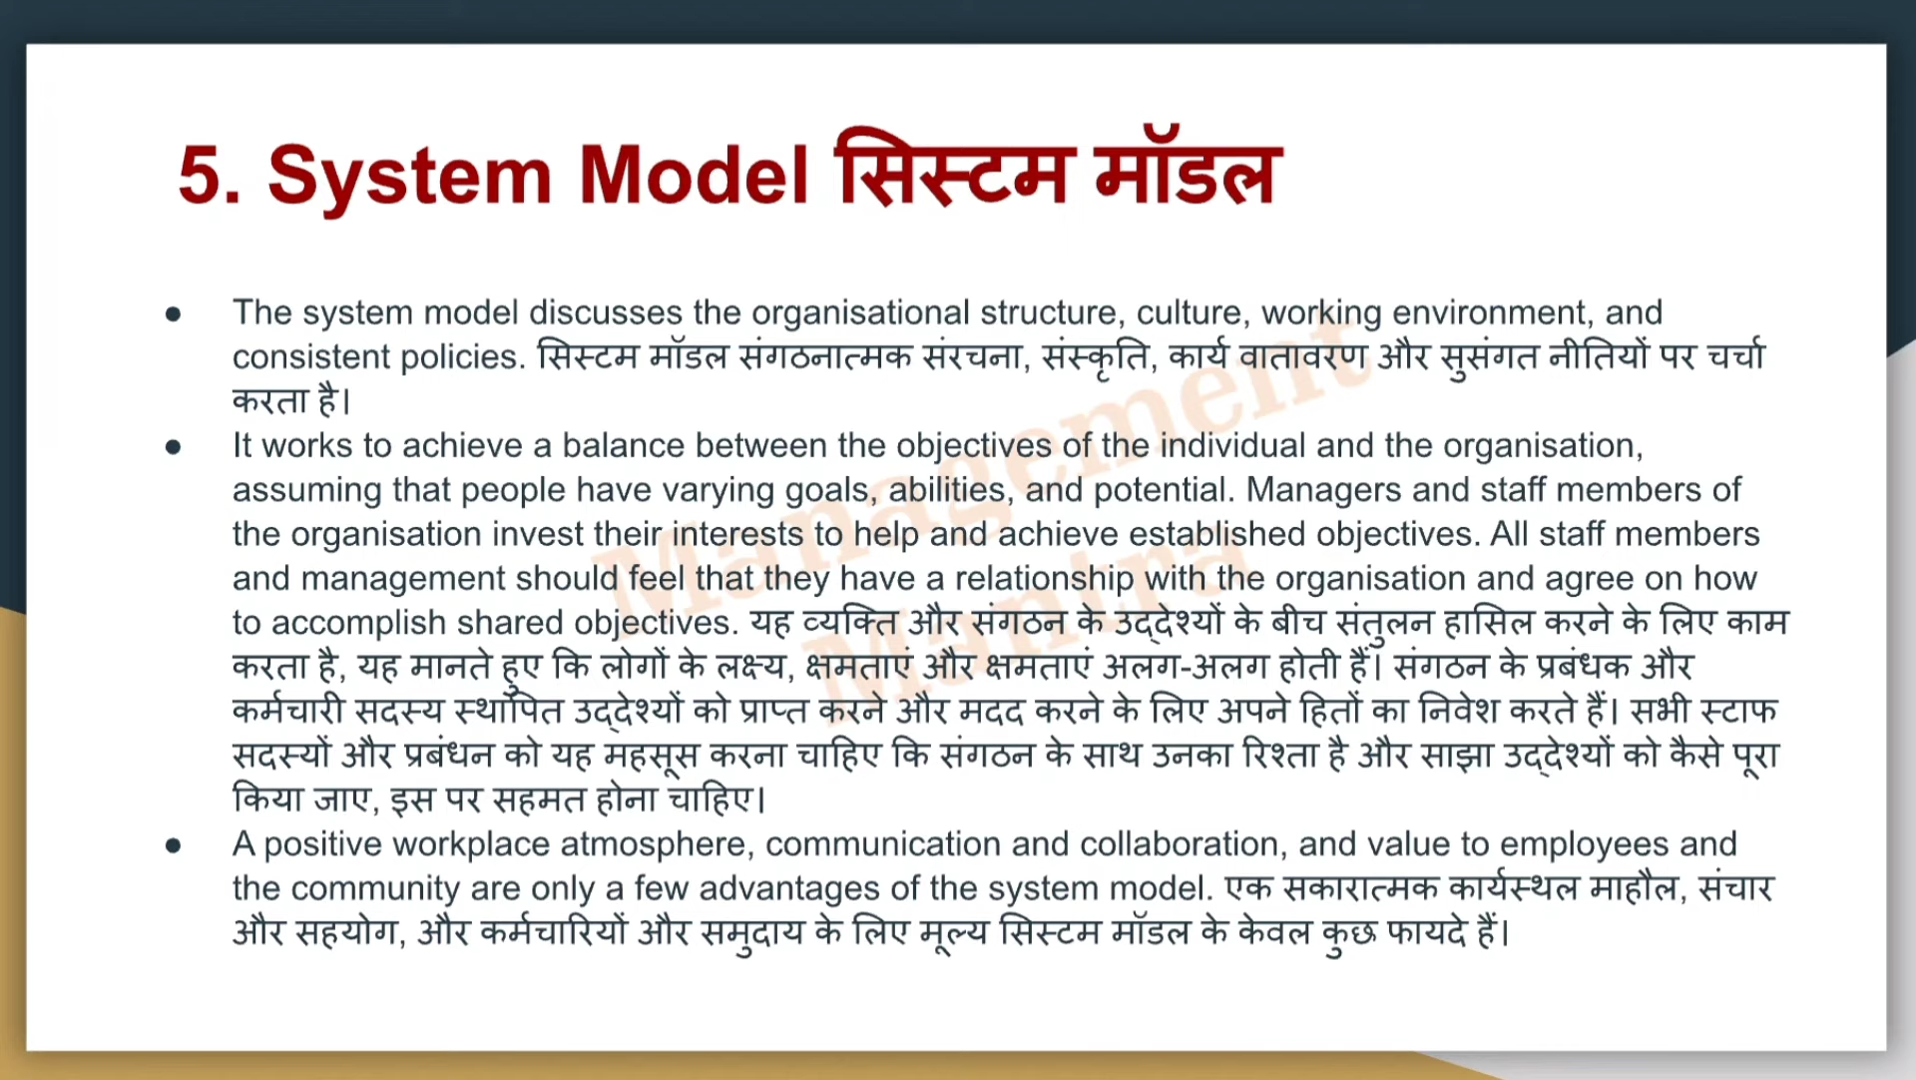 5. System Model सिस्टम मॉडल
● The system model discusses the organisational structure, culture, working environment, and
consistent policies. सिस्टम मॉडल संगठनात्मक संरचना, संस्कृति, कार्य वातावरण और सुसंगत नीतियों पर चर्चा
करता है।
● It works to achieve a balance between the objectives of the individual and the organisation,
assuming that people have varying goals, abilities, and potential. Managers and staff members of
the organisation invest their interests to help and achieve established objectives. All staff members
and management should feel that they have a relationship with the organisation and agree on how
to accomplish shared objectives. यह व्यक्ति और संगठन के उद्देश्यों के बीच संतुलन हासिल करने के लिए काम
करता है, यह मानते हुए कि लोगों के लक्ष्य, क्षमताएं और क्षमताएं अलग-अलग होती हैं। संगठन के प्रबंधक और
कर्मचारी सदस्य स्थापित उद्देश्यों को प्राप्त करने और मदद करने के लिए अपने हितों का निवेश करते हैं। सभी स्टाफ
सदस्यों और प्रबंधन को यह महसूस करना चाहिए कि संगठन के साथ उनका रिश्ता है और साझा उद्देश्यों को कैसे पूरा
किया जाए, इस पर सहमत होना चाहिए।
● A positive workplace atmosphere, communication and collaboration, and value to employees and
the community are only a few advantages of the system model. एक सकारात्मक कार्यस्थल माहौल, संचार
और सहयोग, और कर्मचारियों और समुदाय के लिए मूल्य सिस्टम मॉडल के केवल कुछ फायदे हैं।
Management
Mantra